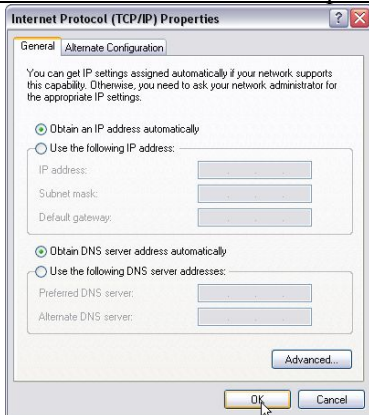 Internet Protocol (TCP/IP) Properties
General
Alternate Configuration
You can get IP settings assigned automatically if your network supports
this capability. Otherwise, you need to ask your network administrator for
the appropriate IP settings.
Obtain an IP address automatically
Use the following IP address:
IP address:
Subnet mask:
Default gateway:
Obtain DNS server address automatically
Use the following DNS server addresses:
Preferred DNS server:
Alternate DNS server:
Advanced...
OK
Cancel